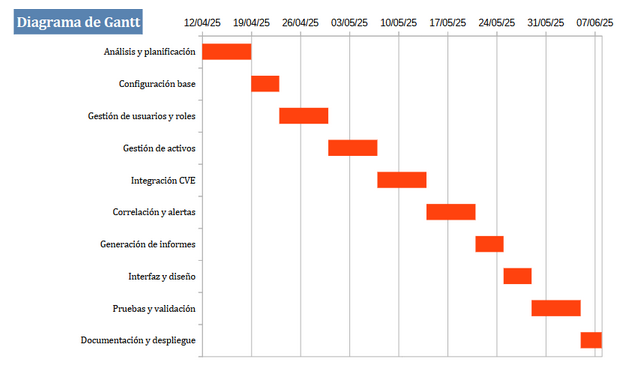 Diagrama de Gantt
12/04/25 19/04/25 26/04/25 03/05/25 10/05/25 17/05/25 24/05/25 31/05/25 07/06/25
Análisis y planificación
Configuración base
Gestión de usuarios y roles
Gestión de activos
Integración CVE
Correlación y alertas
Generación de informes
Interfaz y diseño
Pruebas y validación
Documentación y despliegue